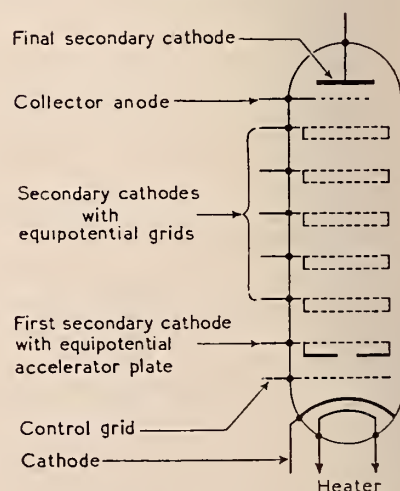 Final secondary cathode
Collector anode
Secondary cathodes
with
equipotential grids
First secondary cathode
with equipotential
accelerator plate
Control grid
Cathode
Heater